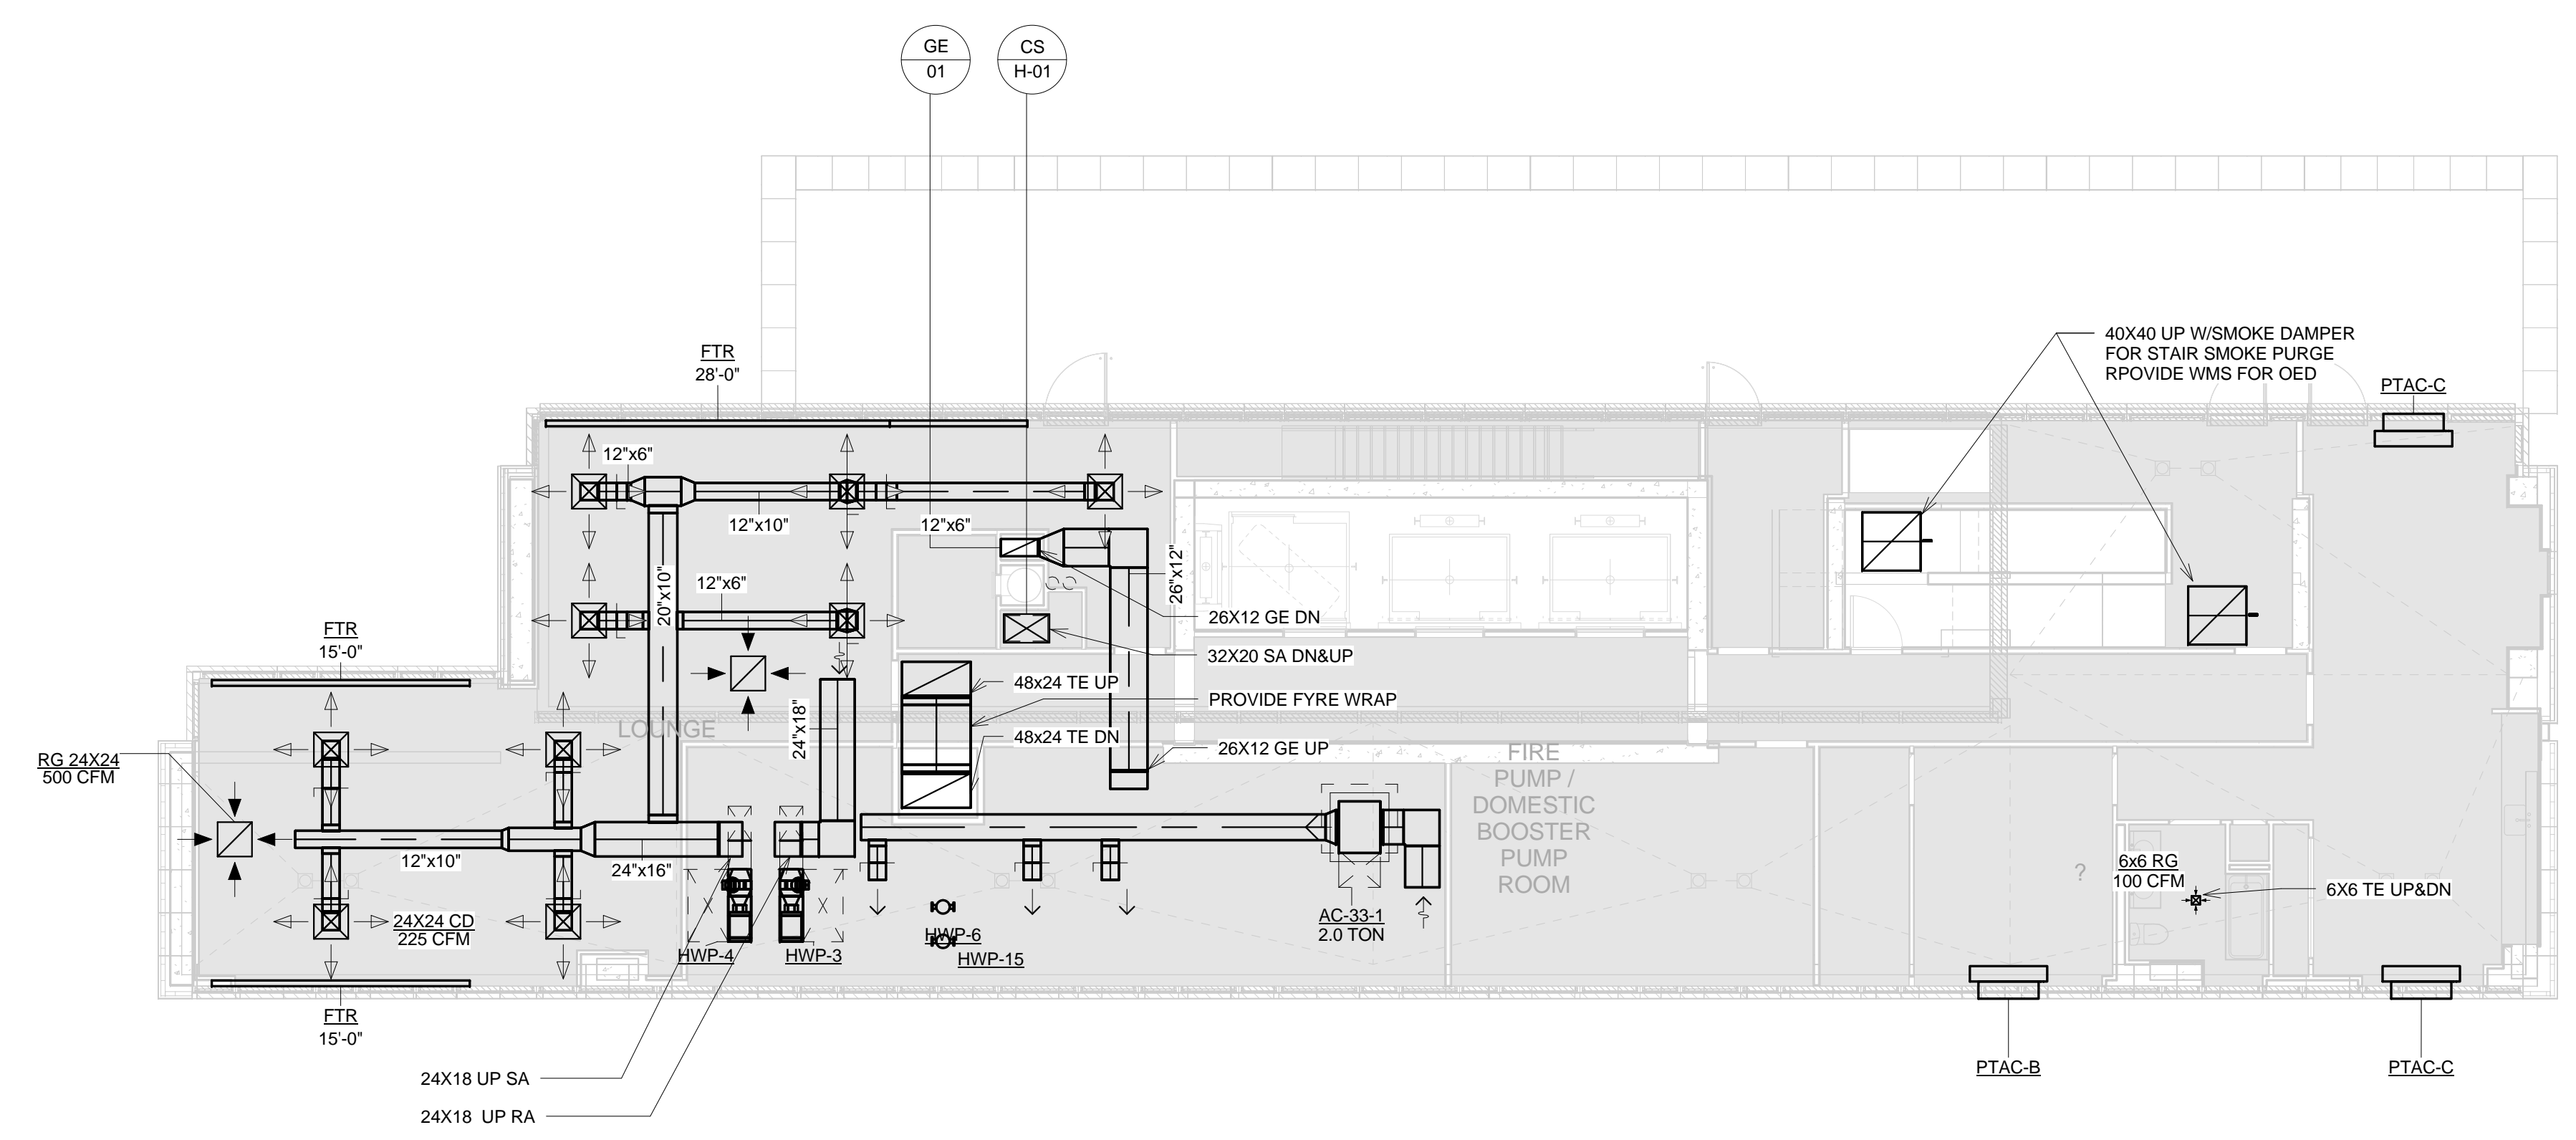 GE
01
CS
H-01
FTR
28'-0"
40X40 UP W/SMOKE DAMPER
FOR STAIR SMOKE PURGE
RPOVIDE WMS FOR OED
PTAC-C
12"x6"
12"x10"
12"x6"
20"x10"
12"x6"
26"x12"
26X12 GE DN
32X20 SA DN&UP
FTR
15'-0"
48x24 TE UP
PROVIDE FYRE WRAP
LOUNGE
24"x18"
48x24 TE DN
26X12 GE UP
RG 24X24
500 CFM
FIRE
PUMP /
DOMESTIC
BOOSTER
PUMP
ROOM
12"x10"
24"x16"
6x6 RG
100 CFM
?
6X6 TE UP&DN
24X24 CD
225 CFM
AC-33-1
2.0 TON
HWP-4
HWP-3
HWP-6
HWP-15
FTR
15'-0"
24X18 UP SA
24X18 UP RA
PTAC-B
PTAC-C